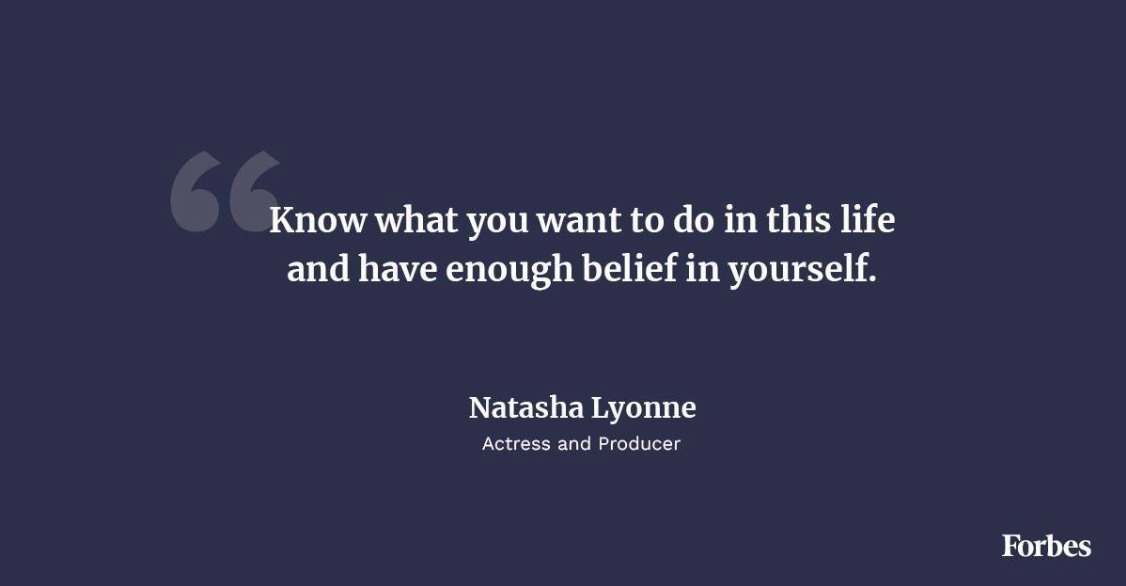 “
Know what you want to do in this life
and have enough belief in yourself.
Natasha Lyonne
Actress and Producer
Forbes